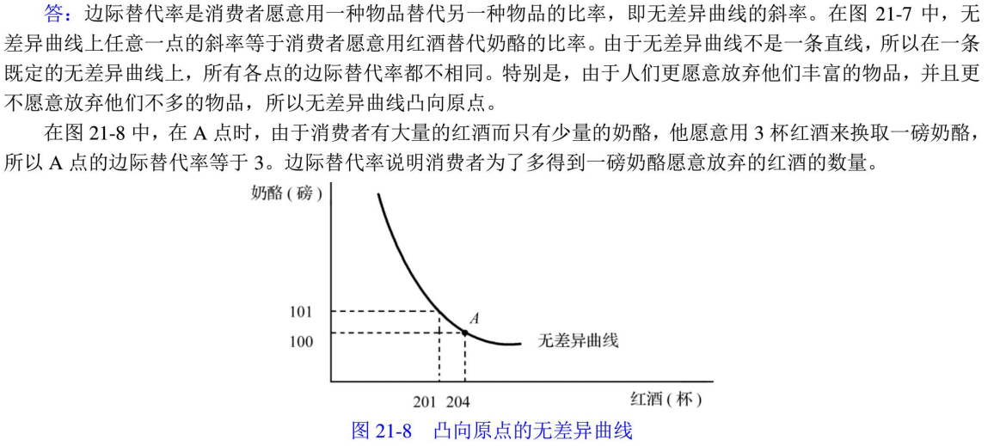 答：边际替代率是消费者愿意用一种物品替代另一种物品的比率，即无差异曲线的斜率。在图 21-7 中，无
差异曲线上任意一点的斜率等于消费者愿意用红酒替代奶酪的比率。由于无差异曲线不是一条直线，所以在一条
既定的无差异曲线上，所有各点的边际替代率都不相同。特别是，由于人们更愿意放弃他们丰富的物品，并且更
不愿意放弃他们不多的物品，所以无差异曲线凸向原点。
在图 21-8 中，在 A 点时，由于消费者有大量的红酒而只有少量的奶酪，他愿意用 3 杯红酒来换取一磅奶酪，
所以 A 点的边际替代率等于 3。边际替代率说明消费者为了多得到一磅奶酪愿意放弃的红酒的数量。
奶酪（磅）
101
A
100
无差异曲线
201 204
红酒（杯）
图 21-8 凸向原点的无差异曲线